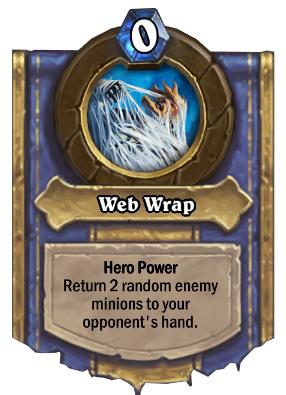 0
Web Wrap
Hero Power
Return 2 random enemy
minions to your
opponent's hand.